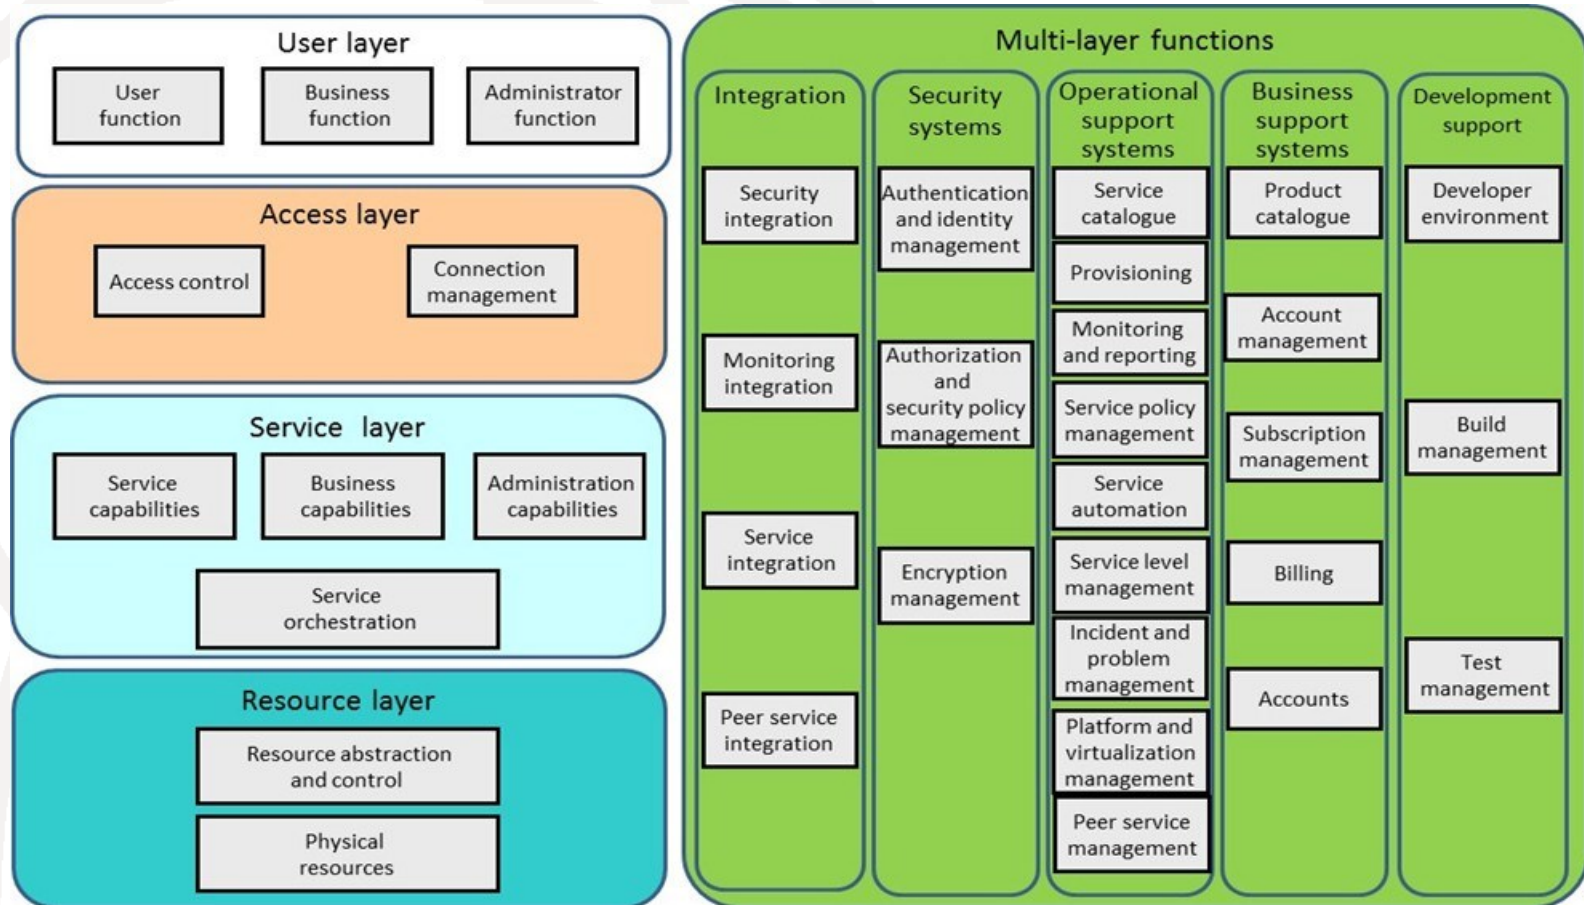 User layer
User
function
Business
function
Administrator
function
Access layer
Access control
Connection
management
Service layer
Service
capabilities
Business
capabilities
Administration
capabilities
Service
orchestration
Resource layer
Resource abstraction
and control
Physical
resources
Multi-layer functions
Integration
Security
integration
Monitoring
integration
Service
integration
Peer service
integration
Security
systems
Authentication
and identity
management
Authorization
and
security policy
management
Encryption
management
Operational
support
systems
Service
catalogue
Provisioning
Monitoring
and reporting
Service policy
management
Service
automation
Service level
management
Incident and
problem
management
Platform and
virtualization
management
Peer service
management
Business
support
systems
Product
catalogue
Account
management
Subscription
management
Billing
Accounts
Development
support
Developer
environment
Build
management
Test
management